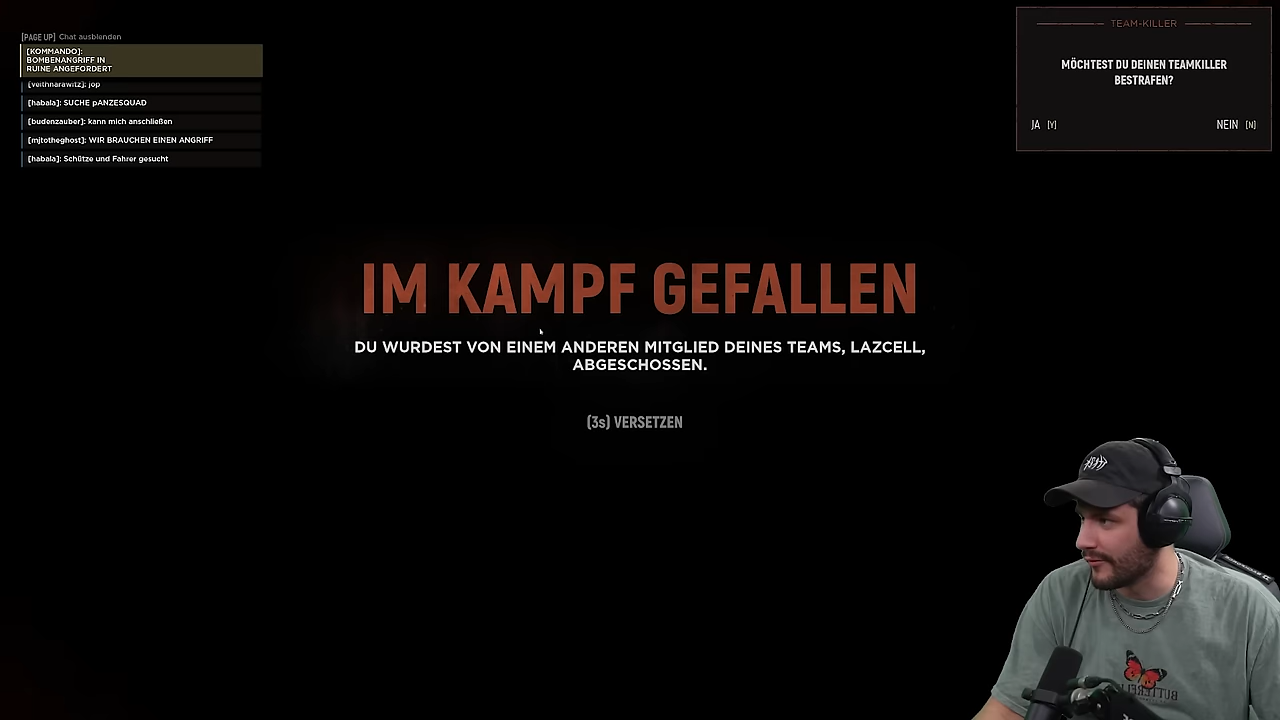 [PAGE UP] Chat ausblenden
[KOMMANDO]:
BOMBENANGRIFF IN
RUINE ANGEFORDERT
[veithharawitz]: jop
[habala]: SUCHE pANZESQUAD
[budenzauber]: kann mich anschließen
[mjtotheghost]: WIR BRAUCHEN EINEN ANGRIFF
[habala]: Schütze und Fahrer gesucht
TEAM-KILLER
MÖCHTEST DU DEINEN TEAMKILLER
BESTRAFEN?
JA [Y]
NEIN [N]
IM KAMPF GEFALLEN
DU WURDEST VON EINEM ANDEREN MITGLIED DEINES TEAMS, LAZCELL,
ABGESCHOSSEN.
(3s) VERSETZEN